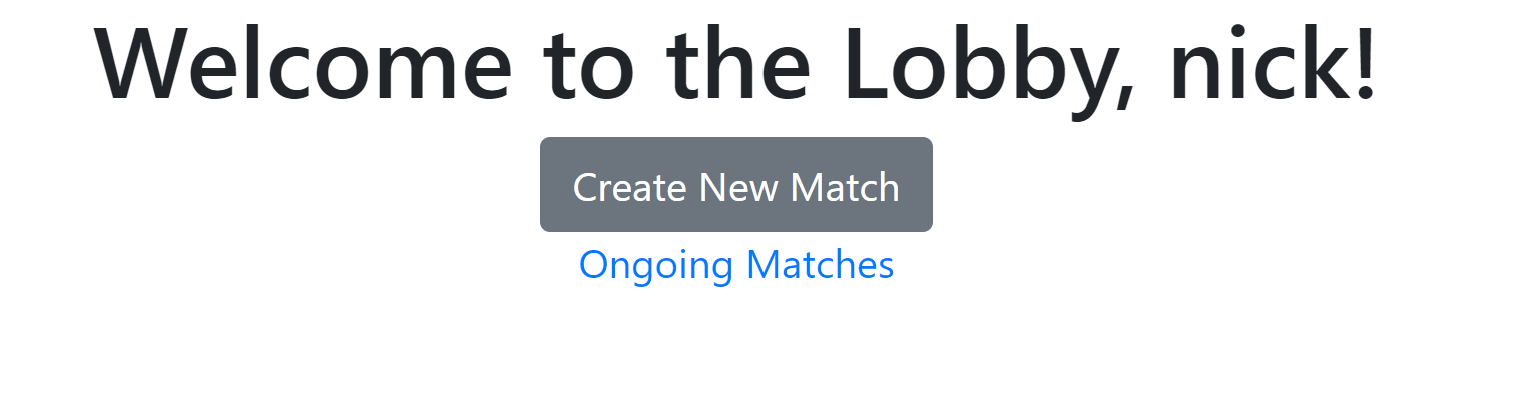 Welcome to the Lobby, nick!
Create New Match
Ongoing Matches